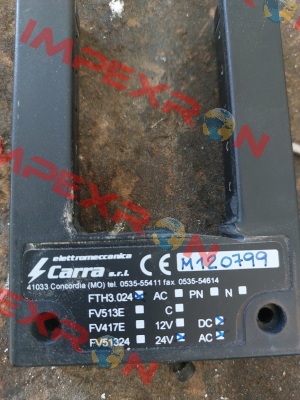 IMPEXRON
IMPEXRON
IMPEXRON
elettromeccanica
Carra s.r.l. CE M120799
41033 Concordia (MO) tel. 0535-55411 fax. 0535-54614
FTH3.024 AC PN N
FV513E C
FV417E 12V DC
FV51324 24V AC